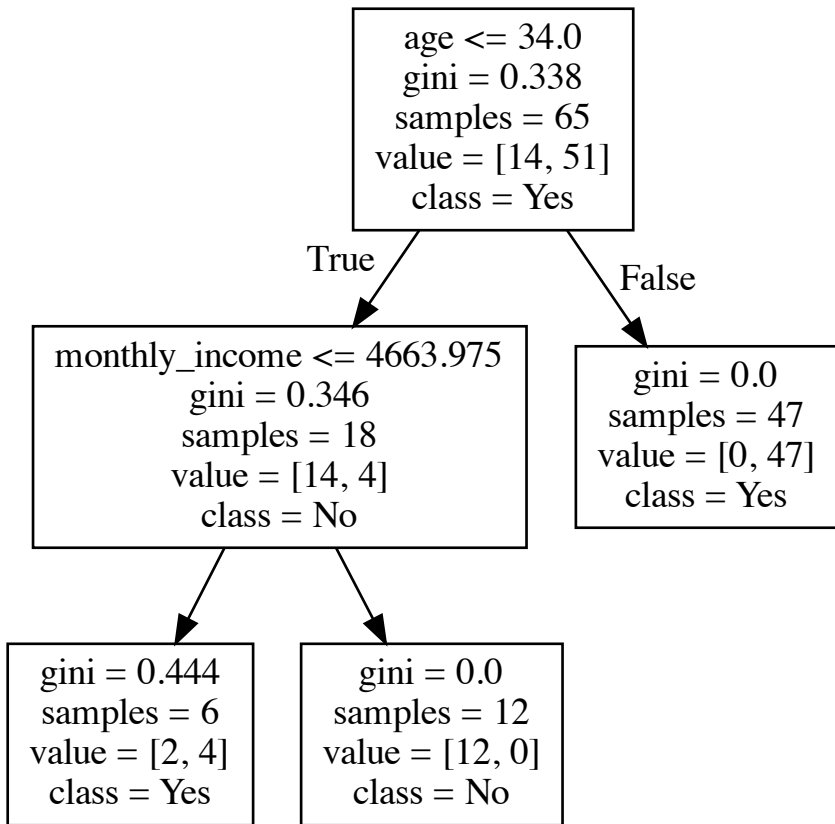 age <= 34.0
gini = 0.338
samples = 65
value = [14, 51]
class = Yes
True
False
monthly_income <= 4663.975
gini = 0.346
samples = 18
value = [14, 4]
class = No
gini = 0.0
samples = 47
value = [0, 47]
class = Yes
gini = 0.444
samples = 6
value = [2, 4]
class = Yes
gini = 0.0
samples = 12
value = [12, 0]
class = No